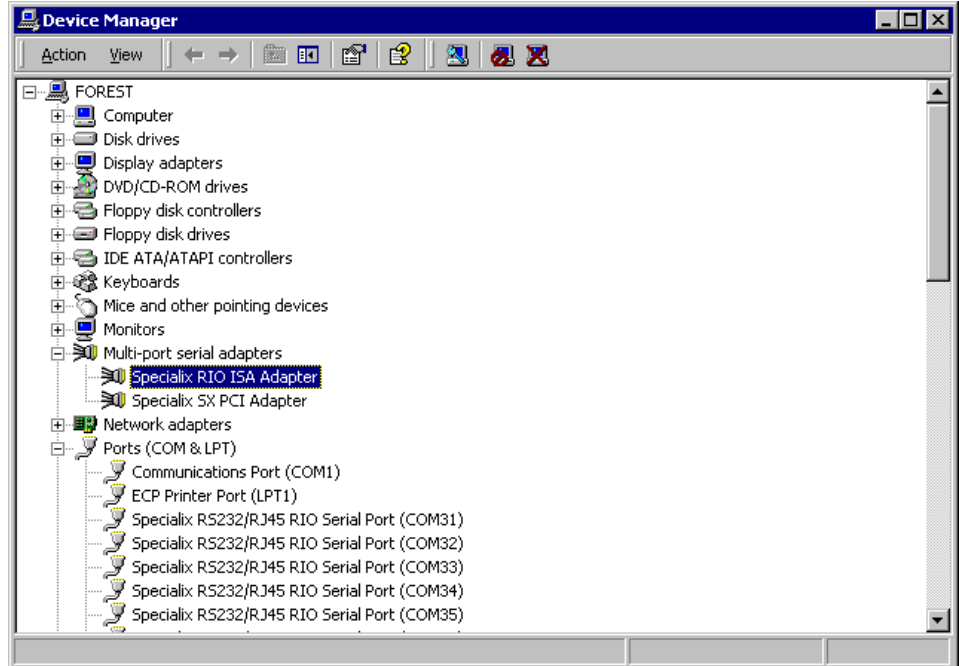 Device Manager
Action View
FOREST
Computer
Disk drives
Display adapters
DVD/CD-ROM drives
Floppy disk controllers
Floppy disk drives
IDE ATA/ATAPI controllers
Keyboards
Mice and other pointing devices
Monitors
Multi-port serial adapters
Specialix RIO ISA Adapter
Specialix SX PCI Adapter
Network adapters
Ports (COM & LPT)
Communications Port (COM1)
ECP Printer Port (LPT1)
Specialix RS232/RJ45 RIO Serial Port (COM31)
Specialix RS232/RJ45 RIO Serial Port (COM32)
Specialix RS232/RJ45 RIO Serial Port (COM33)
Specialix RS232/RJ45 RIO Serial Port (COM34)
Specialix RS232/RJ45 RIO Serial Port (COM35)